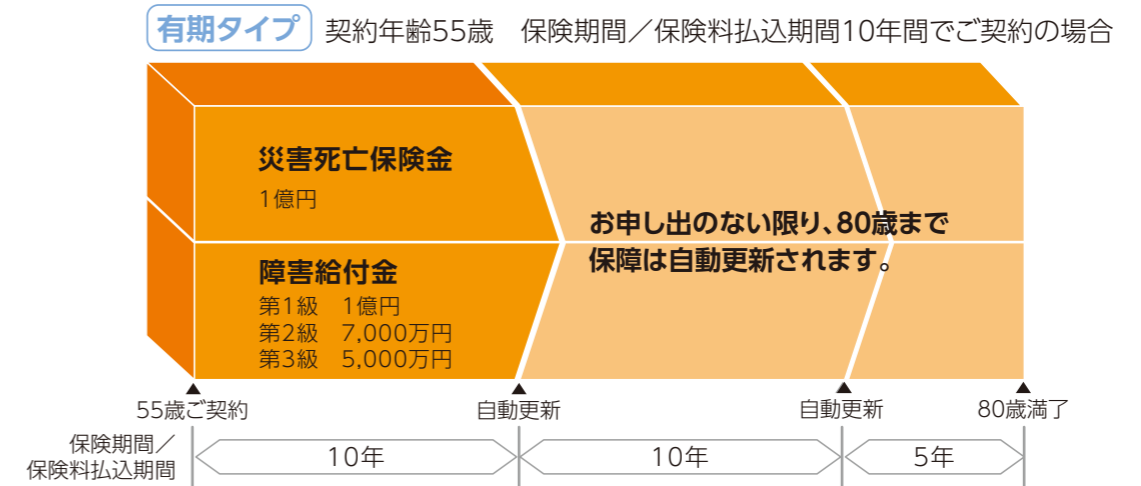 有期タイプ 契約年齢55歳 保険期間／保険料払込期間10年間でご契約の場合
災害死亡保険金
1億円
お申し出のない限り、80歳まで
保障は自動更新されます。
障害給付金
第1級 1億円
第2級 7,000万円
第3級 5,000万円
55歳ご契約 自動更新 自動更新 80歳満了
保険期間／
保険料払込期間
10年 10年 5年